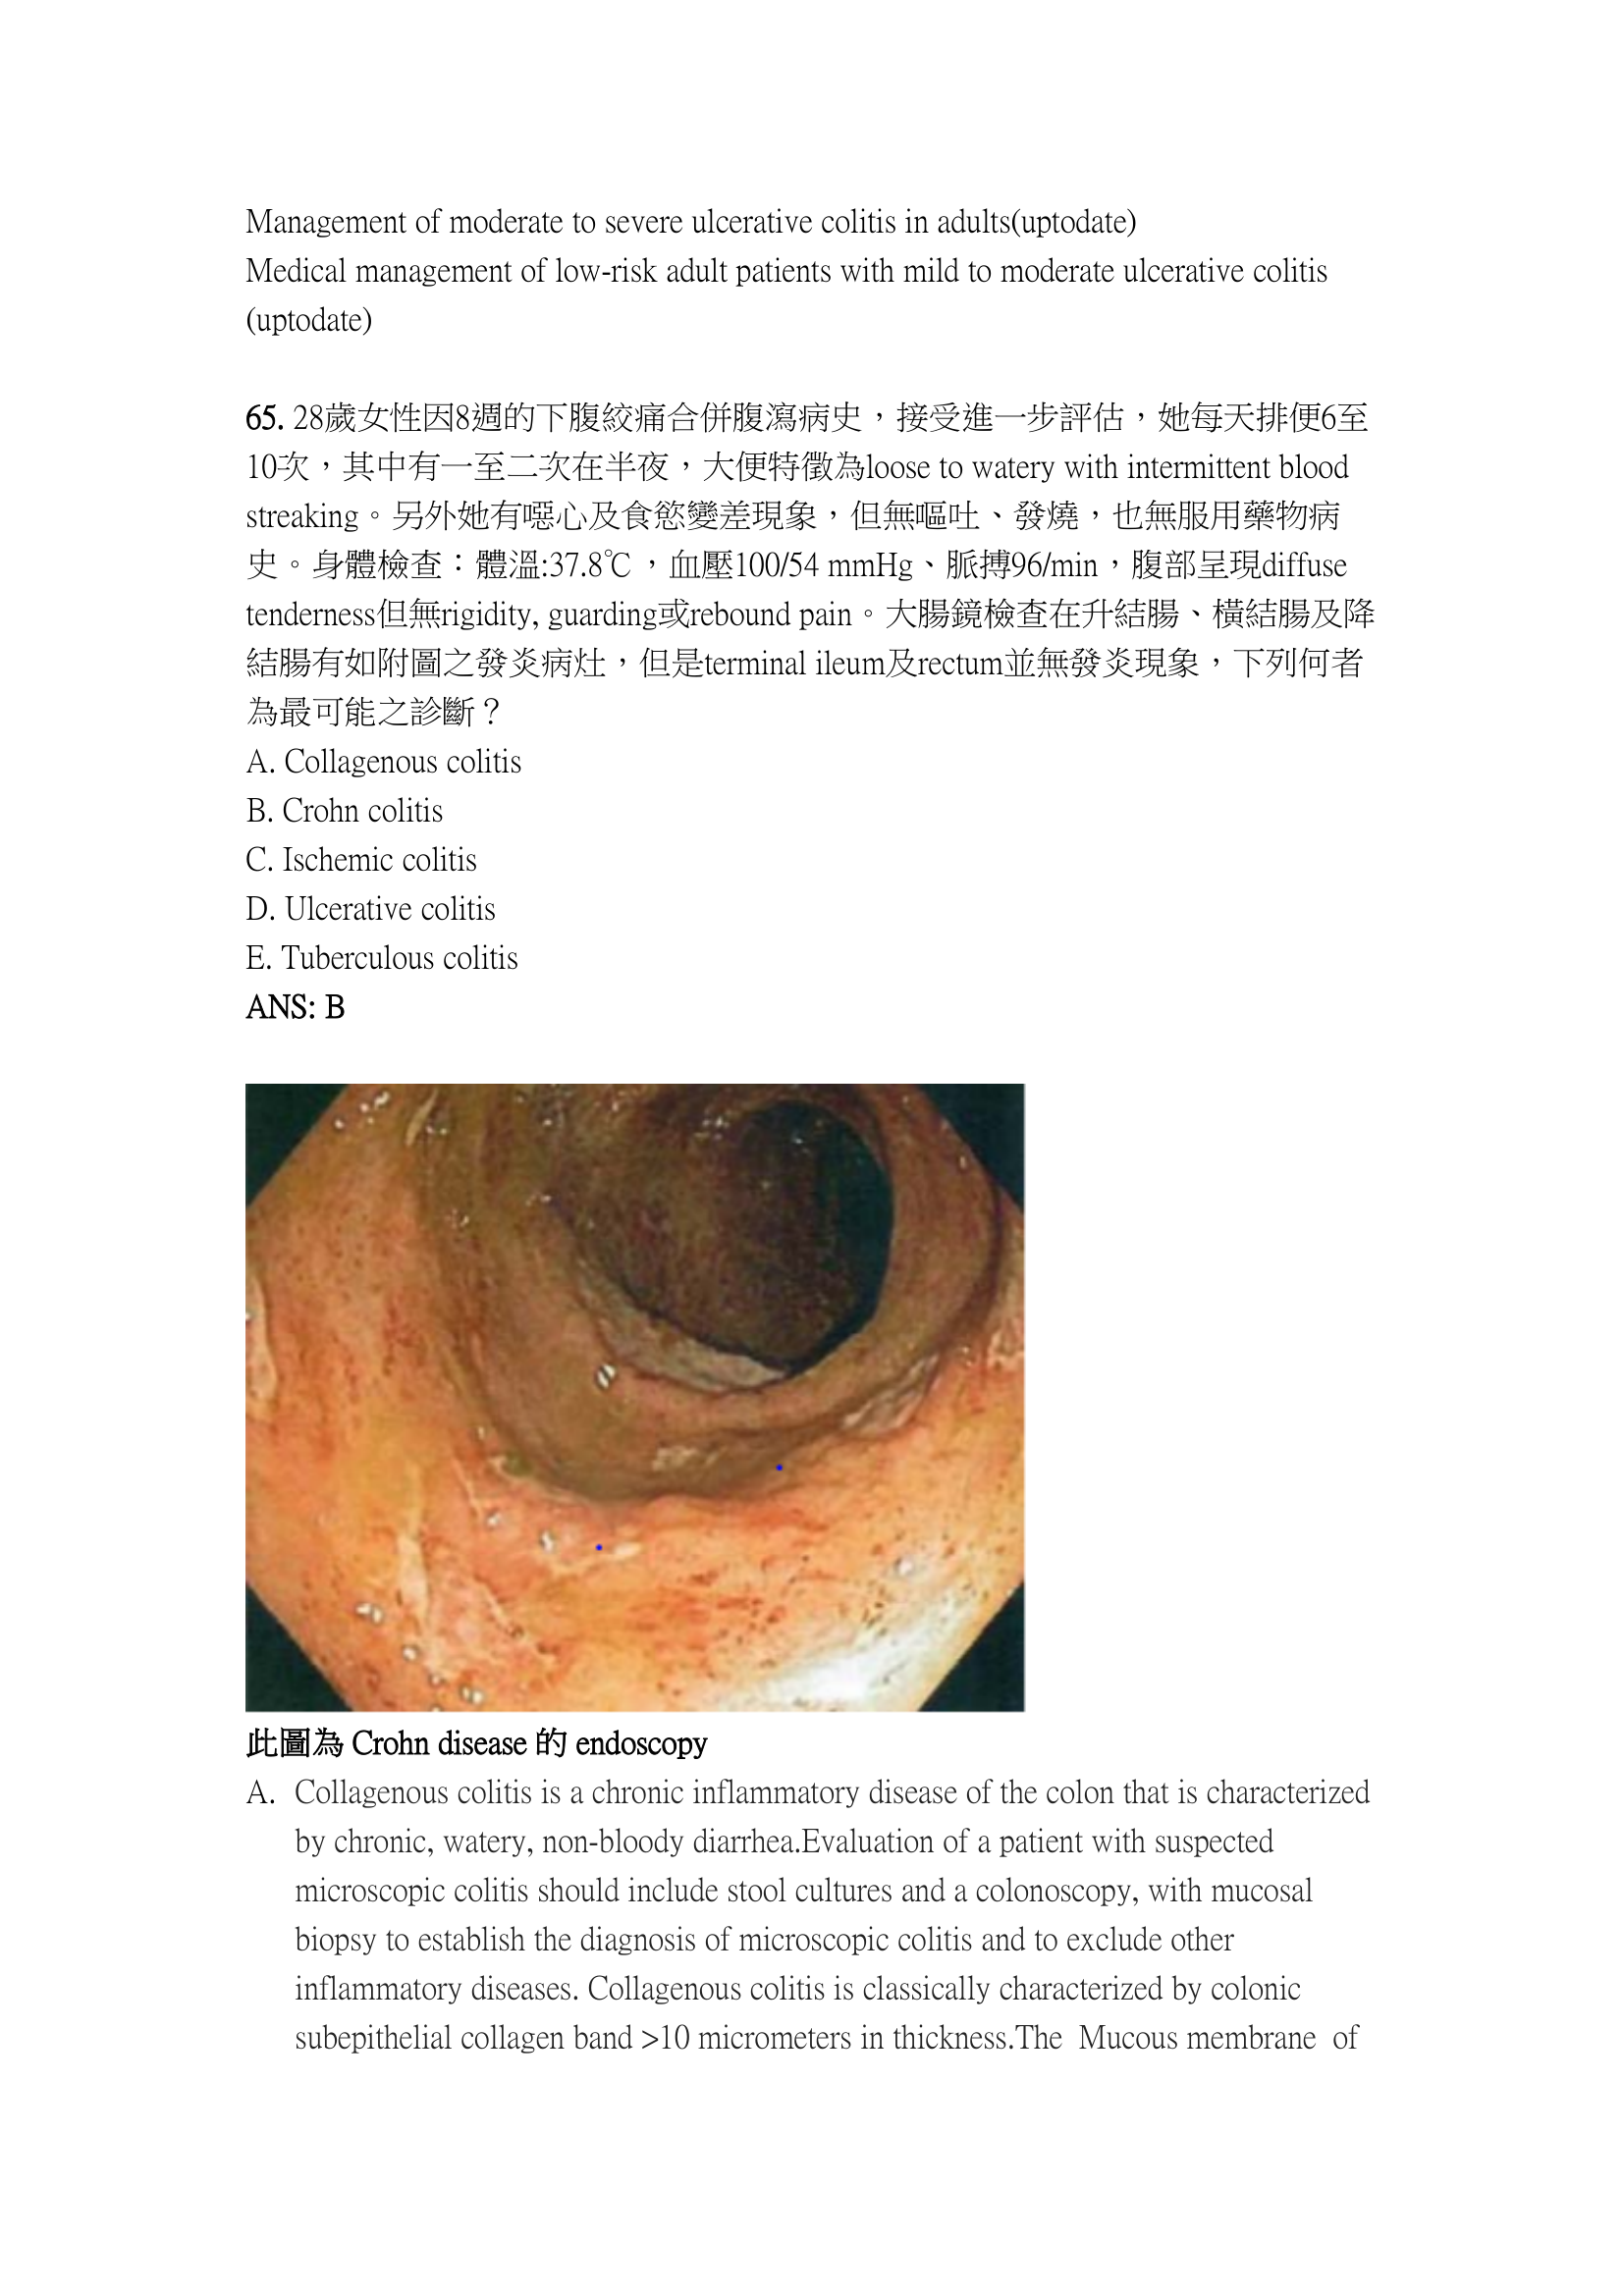 Management of moderate to severe ulcerative colitis in adults(uptodate)
Medical management of low-risk adult patients with mild to moderate ulcerative colitis
(uptodate)
65. 28歲女性因8週的下腹絞痛合併腹瀉病史，接受進一步評估，她每天排便6至
10次，其中有一至二次在半夜，大便特徵為loose to watery with intermittent blood
streaking。另外她有噁心及食慾變差現象，但無嘔吐、發燒，也無服用藥物病
史。身體檢查：體溫:37.8℃，血壓100/54 mmHg、脈搏96/min，腹部呈現diffuse
tenderness但無rigidity, guarding或rebound pain。大腸鏡檢查在升結腸、橫結腸及降
結腸有如附圖之發炎病灶，但是terminal ileum及rectum並無發炎現象，下列何者
為最可能之診斷？
A. Collagenous colitis
B. Crohn colitis
C. Ischemic colitis
D. Ulcerative colitis
E. Tuberculous colitis
ANS: B
此圖為 Crohn disease 的 endoscopy
A. Collagenous colitis is a chronic inflammatory disease of the colon that is characterized
by chronic, watery, non-bloody diarrhea.Evaluation of a patient with suspected
microscopic colitis should include stool cultures and a colonoscopy, with mucosal
biopsy to establish the diagnosis of microscopic colitis and to exclude other
inflammatory diseases. Collagenous colitis is classically characterized by colonic
subepithelial collagen band >10 micrometers in thickness.The Mucous membrane of